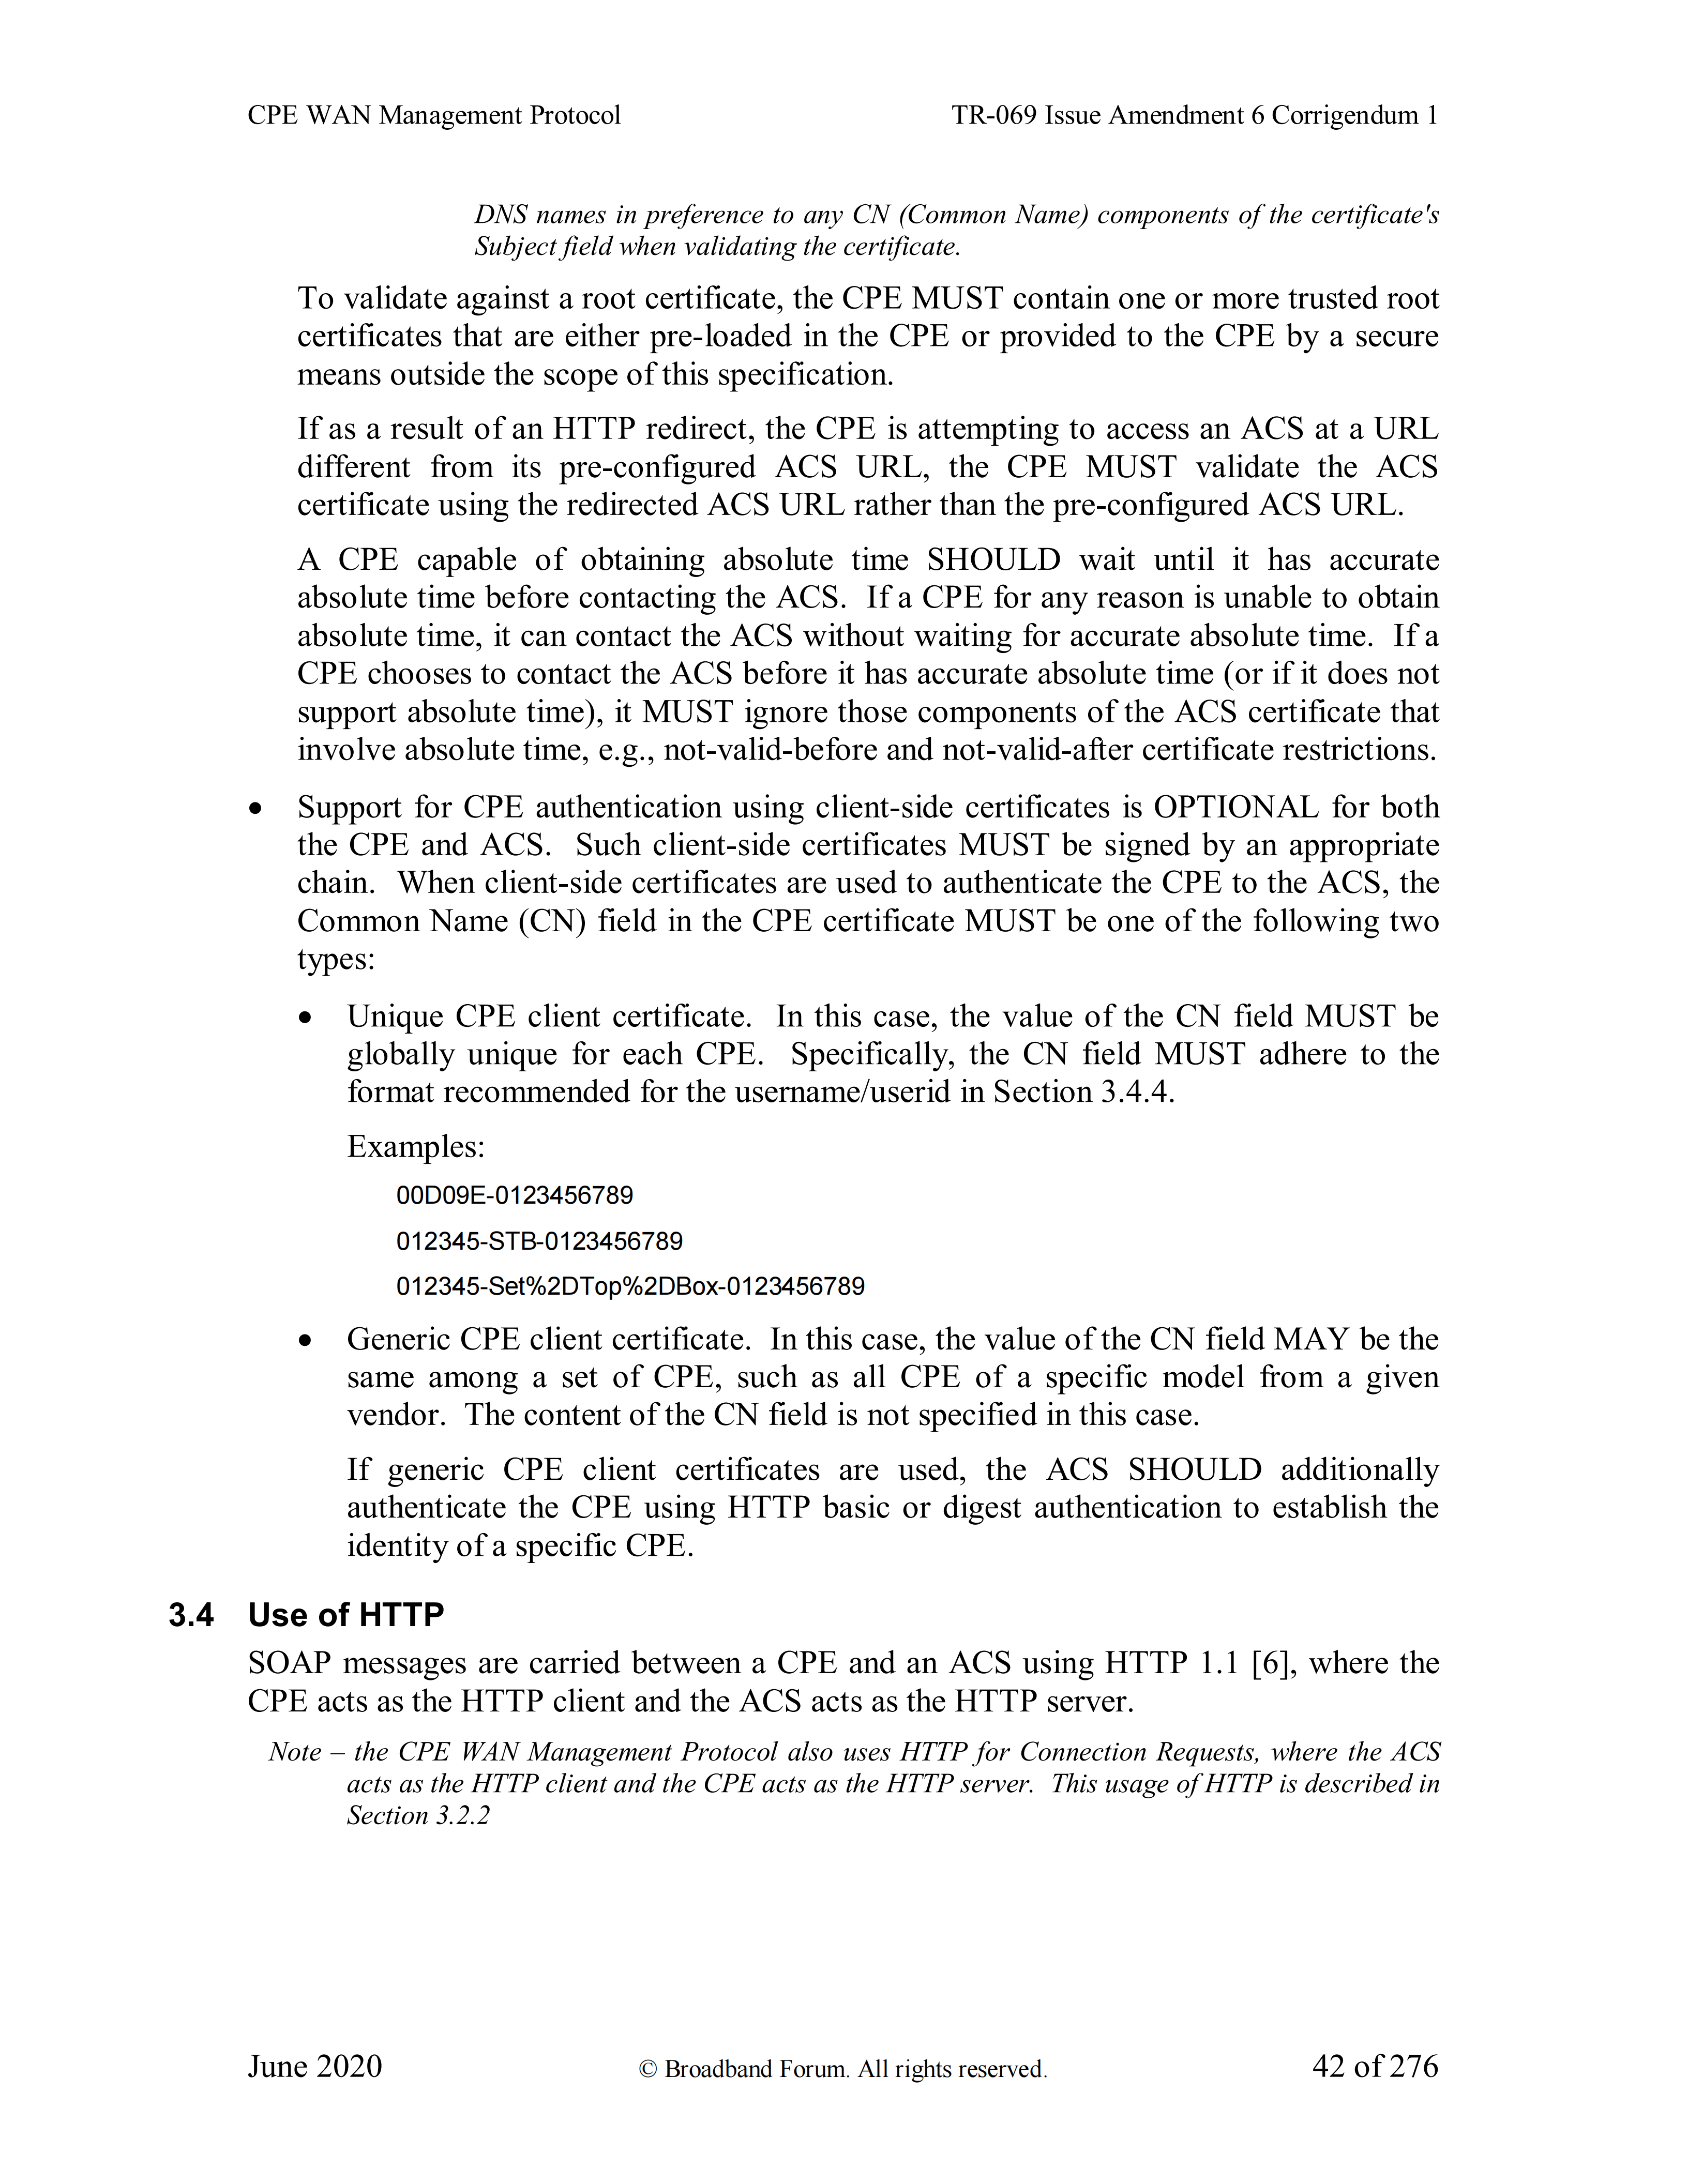 CPE WAN Management Protocol TR-069 Issue Amendment 6 Corrigendum 1
DNS names in preference to any CN (Common Name) components of the certificate's
Subject field when validating the certificate.
To validate against a root certificate, the CPE MUST contain one or more trusted root
certificates that are either pre-loaded in the CPE or provided to the CPE by a secure
means outside the scope of this specification.
If as a result of an HTTP redirect, the CPE is attempting to access an ACS at a URL
different from its pre-configured ACS URL, the CPE MUST validate the ACS
certificate using the redirected ACS URL rather than the pre-configured ACS URL.
A CPE capable of obtaining absolute time SHOULD wait until it has accurate
absolute time before contacting the ACS. If a CPE for any reason is unable to obtain
absolute time, it can contact the ACS without waiting for accurate absolute time. If a
CPE chooses to contact the ACS before it has accurate absolute time (or if it does not
support absolute time), it MUST ignore those components of the ACS certificate that
involve absolute time, e.g., not-valid-before and not-valid-after certificate restrictions.
• Support for CPE authentication using client-side certificates is OPTIONAL for both
the CPE and ACS. Such client-side certificates MUST be signed by an appropriate
chain. When client-side certificates are used to authenticate the CPE to the ACS, the
Common Name (CN) field in the CPE certificate MUST be one of the following two
types:
• Unique CPE client certificate. In this case, the value of the CN field MUST be
globally unique for each CPE. Specifically, the CN field MUST adhere to the
format recommended for the username/userid in Section 3.4.4.
Examples:
00D09E-0123456789
012345-STB-0123456789
012345-Set%2DTop%2DBox-0123456789
• Generic CPE client certificate. In this case, the value of the CN field MAY be the
same among a set of CPE, such as all CPE of a specific model from a given
vendor. The content of the CN field is not specified in this case.
If generic CPE client certificates are used, the ACS SHOULD additionally
authenticate the CPE using HTTP basic or digest authentication to establish the
identity of a specific CPE.
3.4 Use of HTTP
SOAP messages are carried between a CPE and an ACS using HTTP 1.1 [6], where the
CPE acts as the HTTP client and the ACS acts as the HTTP server.
Note – the CPE WAN Management Protocol also uses HTTP for Connection Requests, where the ACS
acts as the HTTP client and the CPE acts as the HTTP server. This usage of HTTP is described in
Section 3.2.2
June 2020 © Broadband Forum. All rights reserved. 42 of 276